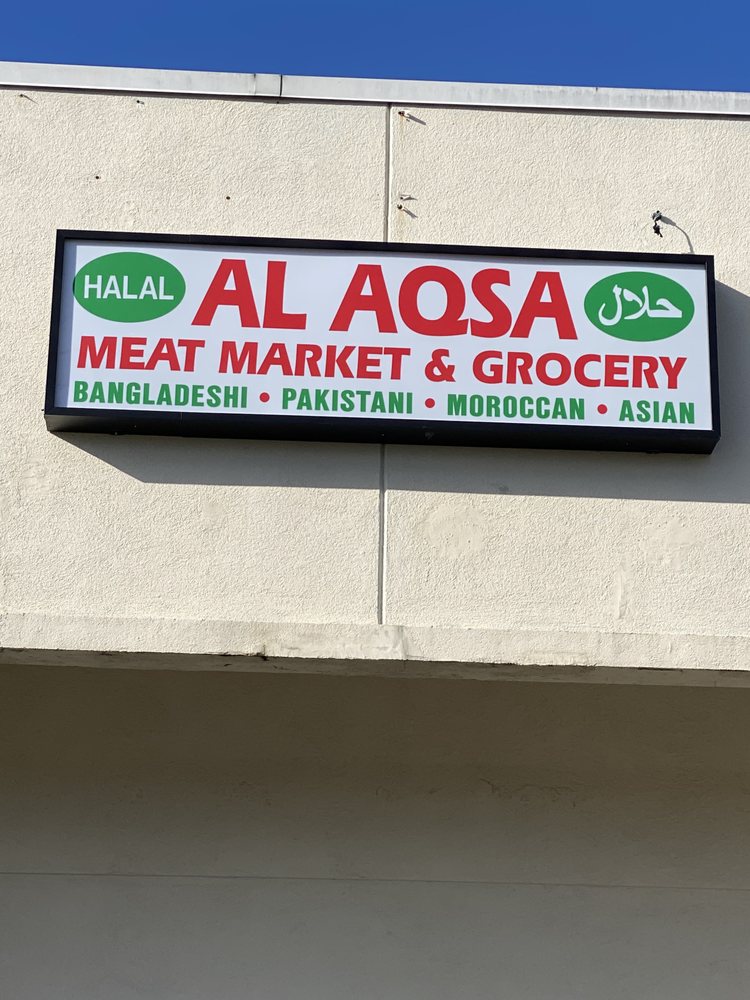 HALAL AL AQSA حلال
MEAT MARKET & GROCERY
BANGLADESHI • PAKISTANI • MOROCCAN • ASIAN